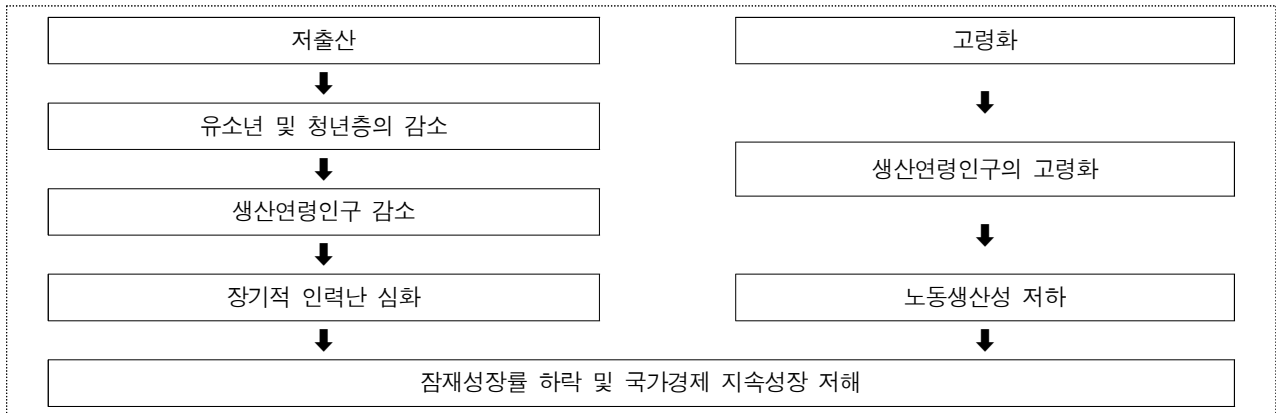 저출산
유소년 및 청년층의 감소
생산연령인구 감소
장기적 인력난 심화
고령화
생산연령인구의 고령화
노동생산성 저하
잠재성장률 하락 및 국가경제 지속성장 저해